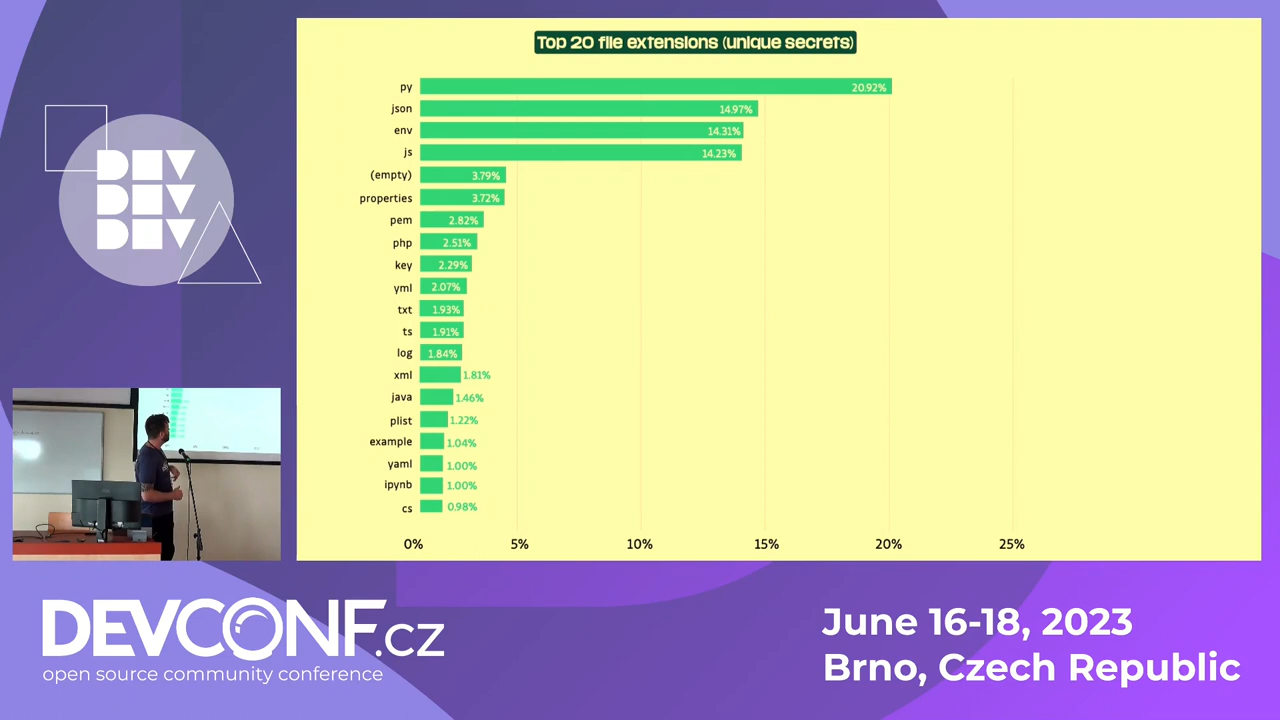 Top 20 file extensions (unique secrets)
py 20.92%
json 14.97%
env 14.31%
js 14.23%
(empty) 3.79%
properties 3.72%
pem 2.82%
php 2.51%
key 2.29%
yml 2.07%
txt 1.93%
ts 1.91%
log 1.84%
xml 1.81%
java 1.46%
plist 1.22%
example 1.04%
yaml 1.00%
ipynb 1.00%
cs 0.98%
0% 5% 10% 15% 20% 25%
DEV
DEV
DEV
DEVCONF.cz
open source community conference
June 16-18, 2023
Brno, Czech Republic